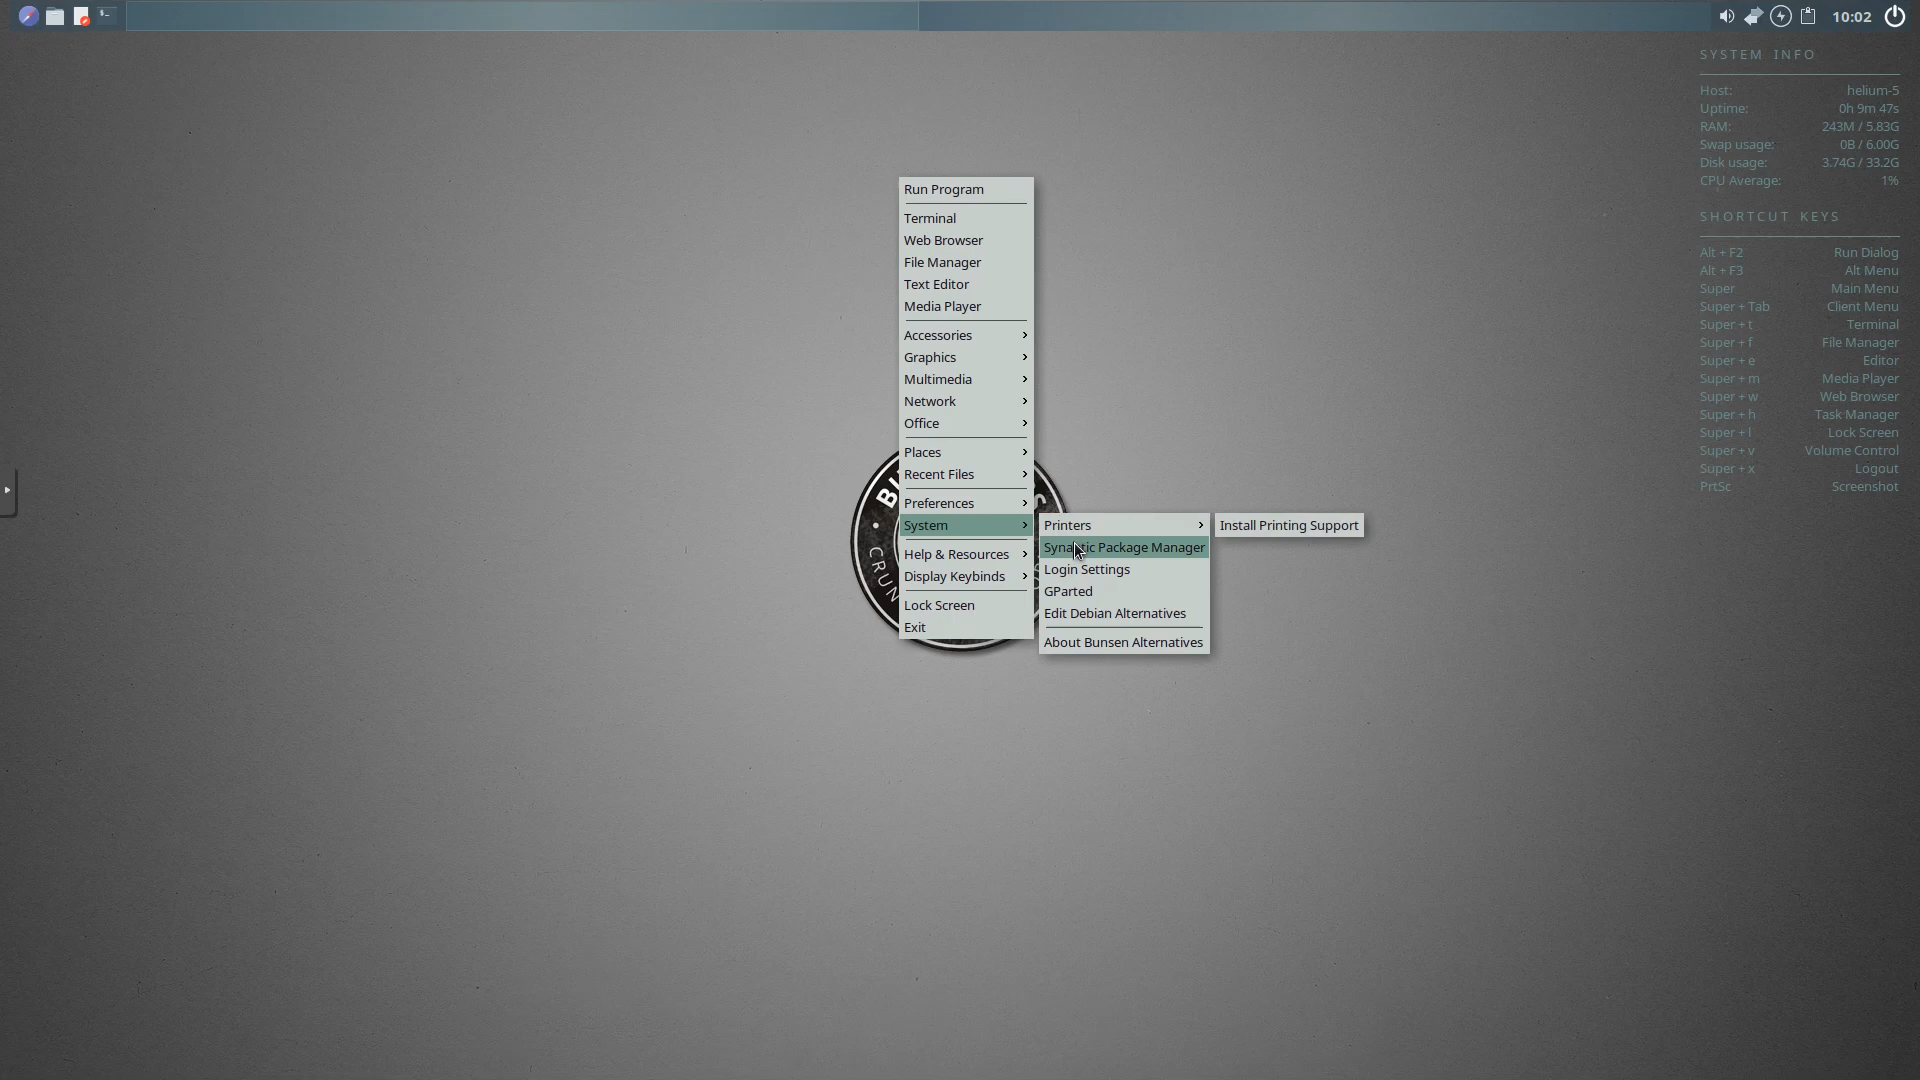 10:02
SYSTEM INFO
Host: helium-5
Uptime: 0h 9m 47s
RAM: 243M / 5.83G
Swap usage: 0B / 6.00G
Disk usage: 3.74G / 33.2G
CPU Average: 1%
SHORTCUT KEYS
Alt + F2 Run Dialog
Alt + F3 Alt Menu
Super Main Menu
Super + Tab Client Menu
Super + t Terminal
Super + f File Manager
Super + e Editor
Super + m Media Player
Super + w Web Browser
Super + h Task Manager
Super + l Lock Screen
Super + v Volume Control
Super + x Logout
PrtSc Screenshot
Run Program
Terminal
Web Browser
File Manager
Text Editor
Media Player
Accessories
Graphics
Multimedia
Network
Office
Places
Recent Files
Preferences
System
Help & Resources
Display Keybinds
Lock Screen
Exit
Printers
Synaptic Package Manager
Login Settings
GParted
Edit Debian Alternatives
About Bunsen Alternatives
Install Printing Support